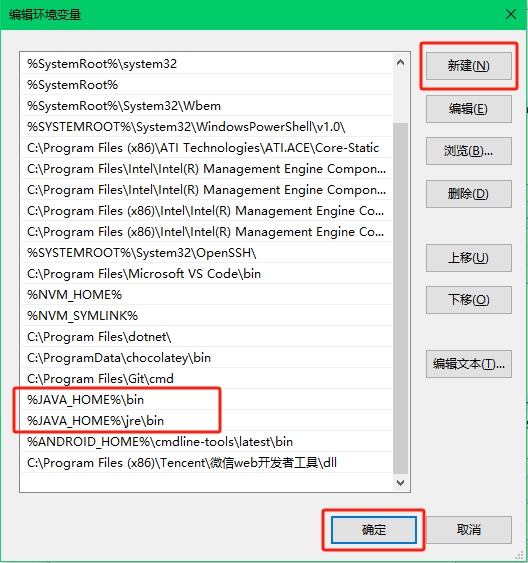 编辑环境变量
%SystemRoot%\system32
%SystemRoot%
%SystemRoot%\System32\Wbem
%SYSTEMROOT%\System32\WindowsPowerShell\v1.0\
C:\Program Files (x86)\ATI Technologies\ATI.ACE\Core-Static
C:\Program Files (x86)\Intel\Intel(R) Management Engine Compon...
C:\Program Files\Intel\Intel(R) Management Engine Components...
C:\Program Files (x86)\Intel\Intel(R) Management Engine Co...
C:\Program Files\Intel\Intel(R) Management Engine Compon...
%SYSTEMROOT%\System32\OpenSSH\
C:\Program Files\Microsoft VS Code\bin
%NVM_HOME%
%NVM_SYMLINK%
C:\Program Files\dotnet\
C:\ProgramData\chocolatey\bin
C:\Program Files\Git\cmd
%JAVA_HOME%\bin
%JAVA_HOME%\jre\bin
%ANDROID_HOME%\cmdline-tools\latest\bin
C:\Program Files (x86)\Tencent\微信web开发者工具\dll
新建(N)
编辑(E)
浏览(B)...
删除(D)
上移(U)
下移(O)
编辑文本(T)...
确定
取消